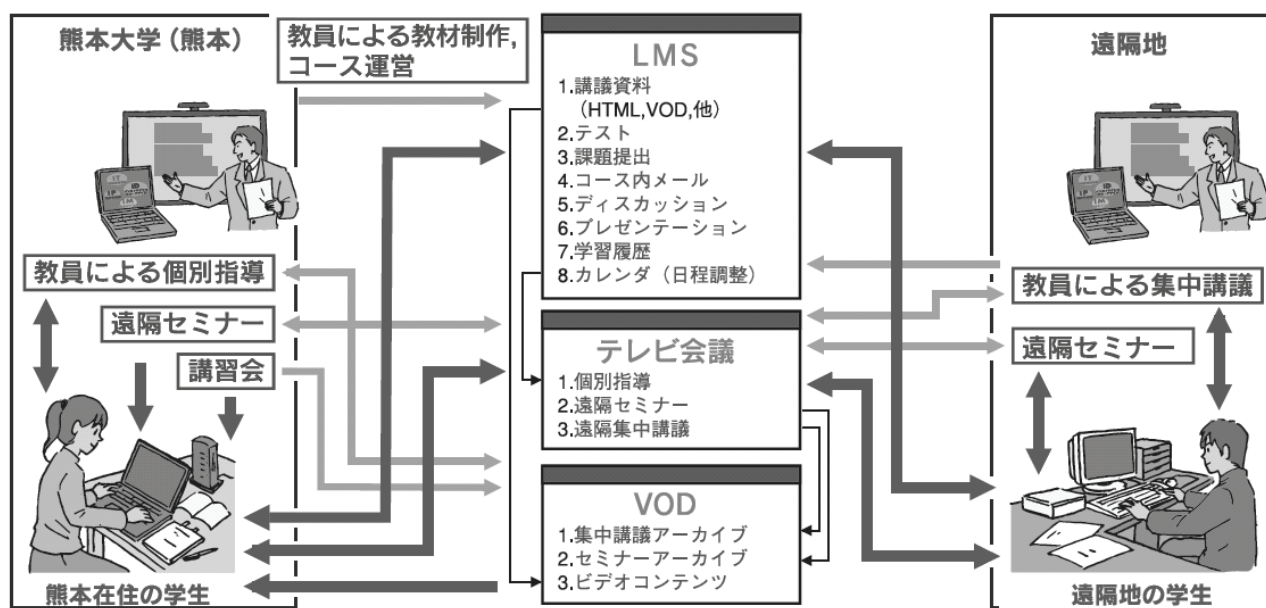 熊本大学（熊本）
教員による教材制作,
コース運営
教員による個別指導
遠隔セミナー
講習会
熊本在住の学生
LMS
1.講議資料
（HTML,VOD,他）
2.テスト
3.課題提出
4.コース内メール
5.ディスカッション
6.プレゼンテーション
7.学習履歴
8.カレンダ（日程調整）
テレビ会議
1.個別指導
2.遠隔セミナー
3.遠隔集中講議
VOD
1.集中講議アーカイブ
2.セミナーアーカイブ
3.ビデオコンテンツ
遠隔地
教員による集中講議
遠隔セミナー
遠隔地の学生